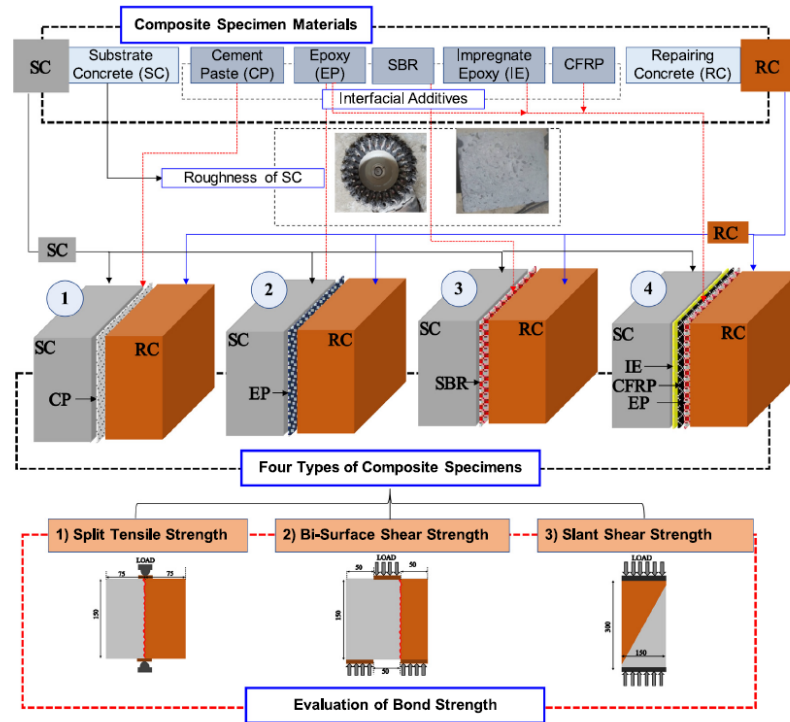 Composite Specimen Materials
SC
Substrate
Concrete (SC)
Cement
Paste (CP)
Epoxy
(EP)
SBR
Impregnate
Epoxy (IE)
CFRP
Repairing
Concrete (RC)
RC
Interfacial Additives
Roughness of SC
SC
RC
1
SC
RC
CP
2
SC
RC
EP
3
SC
RC
SBR
4
SC
RC
IE
CFRP
EP
Four Types of Composite Specimens
1) Split Tensile Strength
2) Bi-Surface Shear Strength
3) Slant Shear Strength
LOAD
75
75
150
LOAD
50
50
150
50
LOAD
300
150
Evaluation of Bond Strength